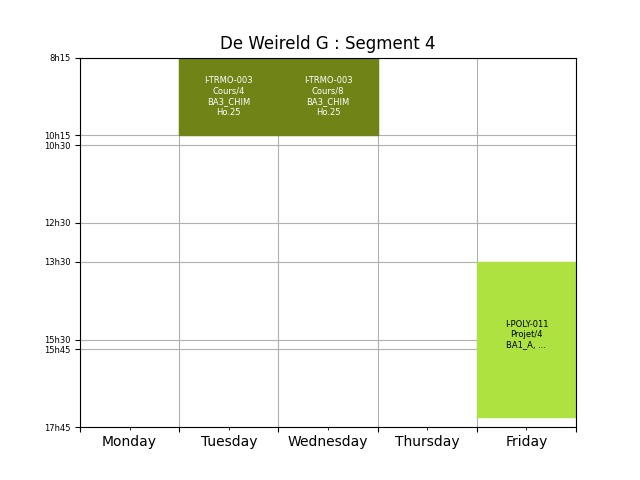 De Weireld G : Segment 4
8h15
I-TRMO-003
Cours/4
BA3_CHIM
Ho.25
I-TRMO-003
Cours/8
BA3_CHIM
Ho.25
10h15
10h30
12h30
13h30
I-POLY-011
Projet/4
BA1_A, ...
15h30
15h45
17h45
Monday Tuesday Wednesday Thursday Friday